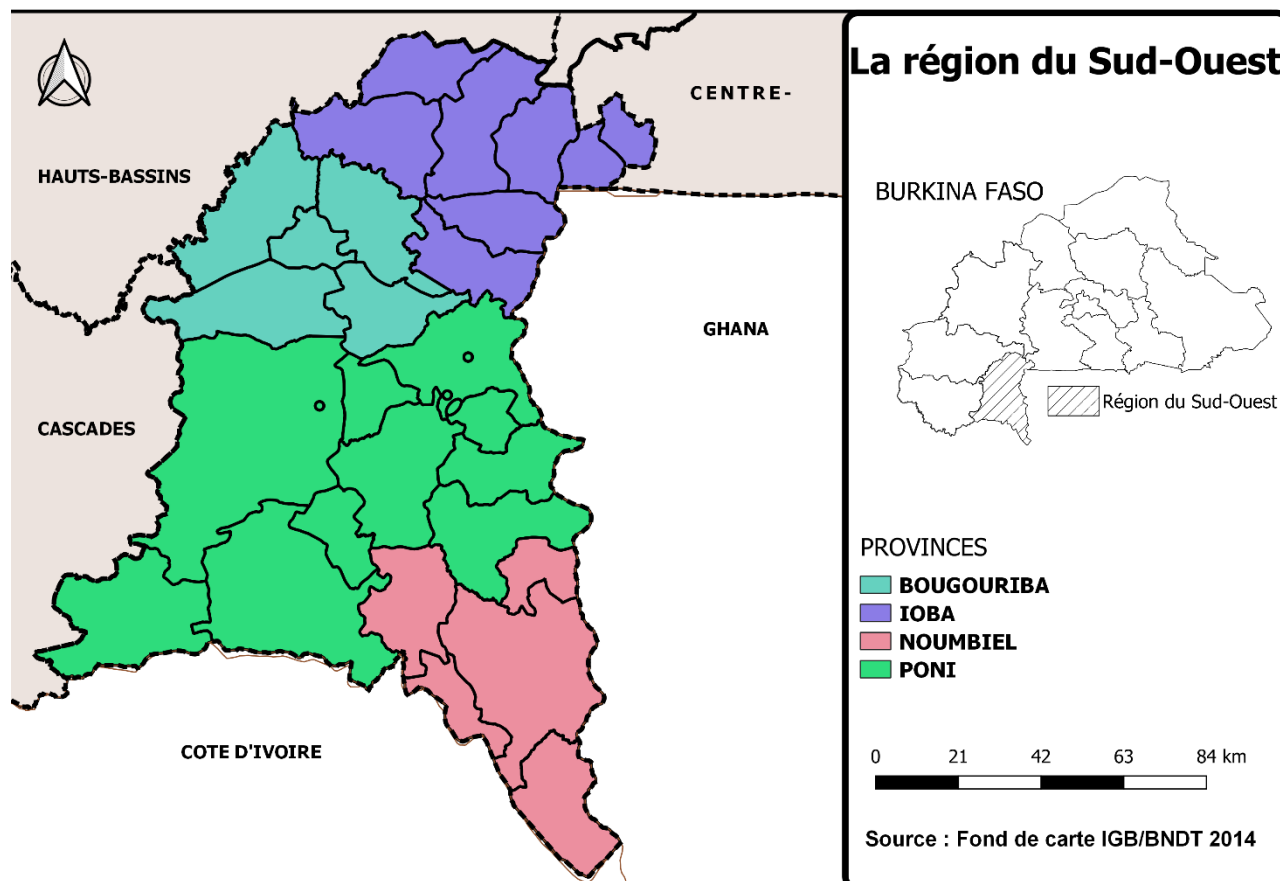 La région du Sud-Ouest
CENTRE-
HAUTS-BASSINS
BURKINA FASO
GHANA
CASCADES
Région du Sud-Ouest
PROVINCES
BOUGOURIBA
IOBA
NOUMBIEL
PONI
COTE D'IVOIRE
0 21 42 63 84 km
Source : Fond de carte IGB/BNDT 2014